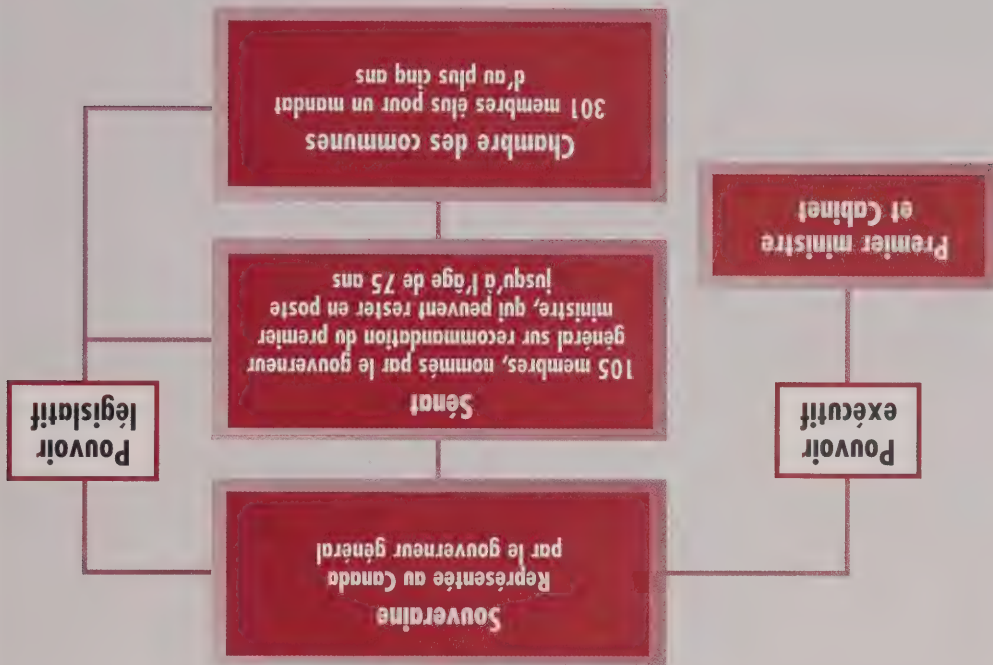 Souveraine
Représentée au Canada
par le gouverneur général
Pouvoir
exécutif
Pouvoir
législatif
Sénat
105 membres, nommés par le gouverneur
général sur recommandation du premier
ministre, qui peuvent rester en poste
jusqu'à l'âge de 75 ans
Premier ministre
et Cabinet
Chambre des communes
301 membres élus pour un mandat
d'au plus cinq ans